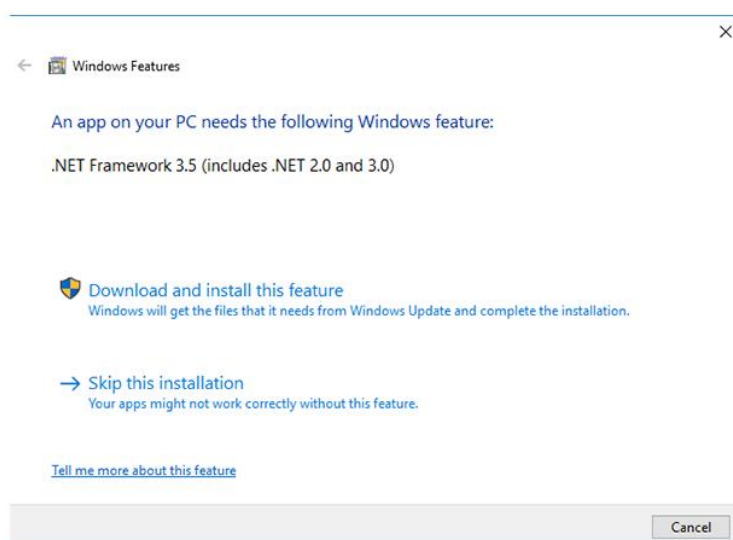 Windows Features
An app on your PC needs the following Windows feature:
.NET Framework 3.5 (includes .NET 2.0 and 3.0)
Download and install this feature
Windows will get the files that it needs from Windows Update and complete the installation.
Skip this installation
Your apps might not work correctly without this feature.
Tell me more about this feature
Cancel